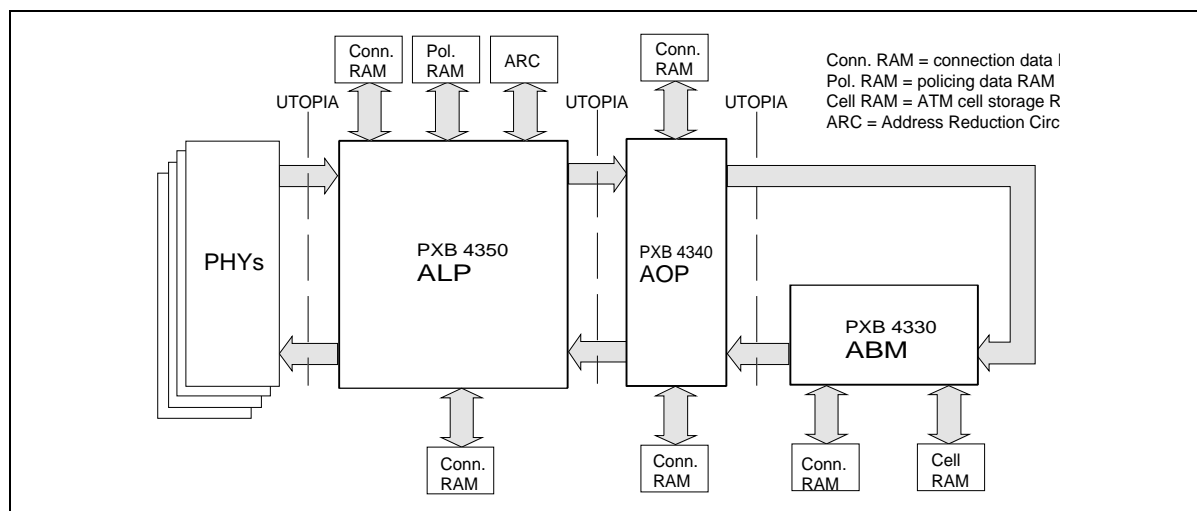 Conn.
RAM
Pol.
RAM
ARC
Conn.
RAM
Conn. RAM = connection data
Pol. RAM = policing data RAM
Cell RAM = ATM cell storage R
ARC = Address Reduction Circ
UTOPIA
UTOPIA
UTOPIA
PHYs
PXB 4350
ALP
PXB 4340
AOP
PXB 4330
ABM
Conn.
RAM
Conn.
RAM
Conn.
RAM
Cell
RAM